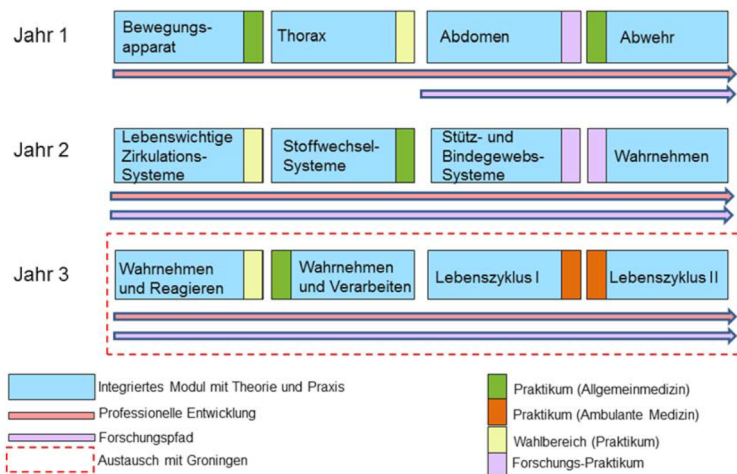 Jahr 1
Bewegungs-
apparat
Thorax
Abdomen
Abwehr
Jahr 2
Lebenswichtige
Zirkulations-
Systeme
Stoffwechsel-
Systeme
Stütz- und
Bindegewebs-
Systeme
Wahrnehmen
Jahr 3
Wahrnehmen
und Reagieren
Wahrnehmen
und Verarbeiten
Lebenszyklus I
Lebenszyklus II
Integriertes Modul mit Theorie und Praxis
Professionelle Entwicklung
Forschungspfad
Austausch mit Groningen
Praktikum (Allgemeinmedizin)
Praktikum (Ambulante Medizin)
Wahlbereich (Praktikum)
Forschungs-Praktikum